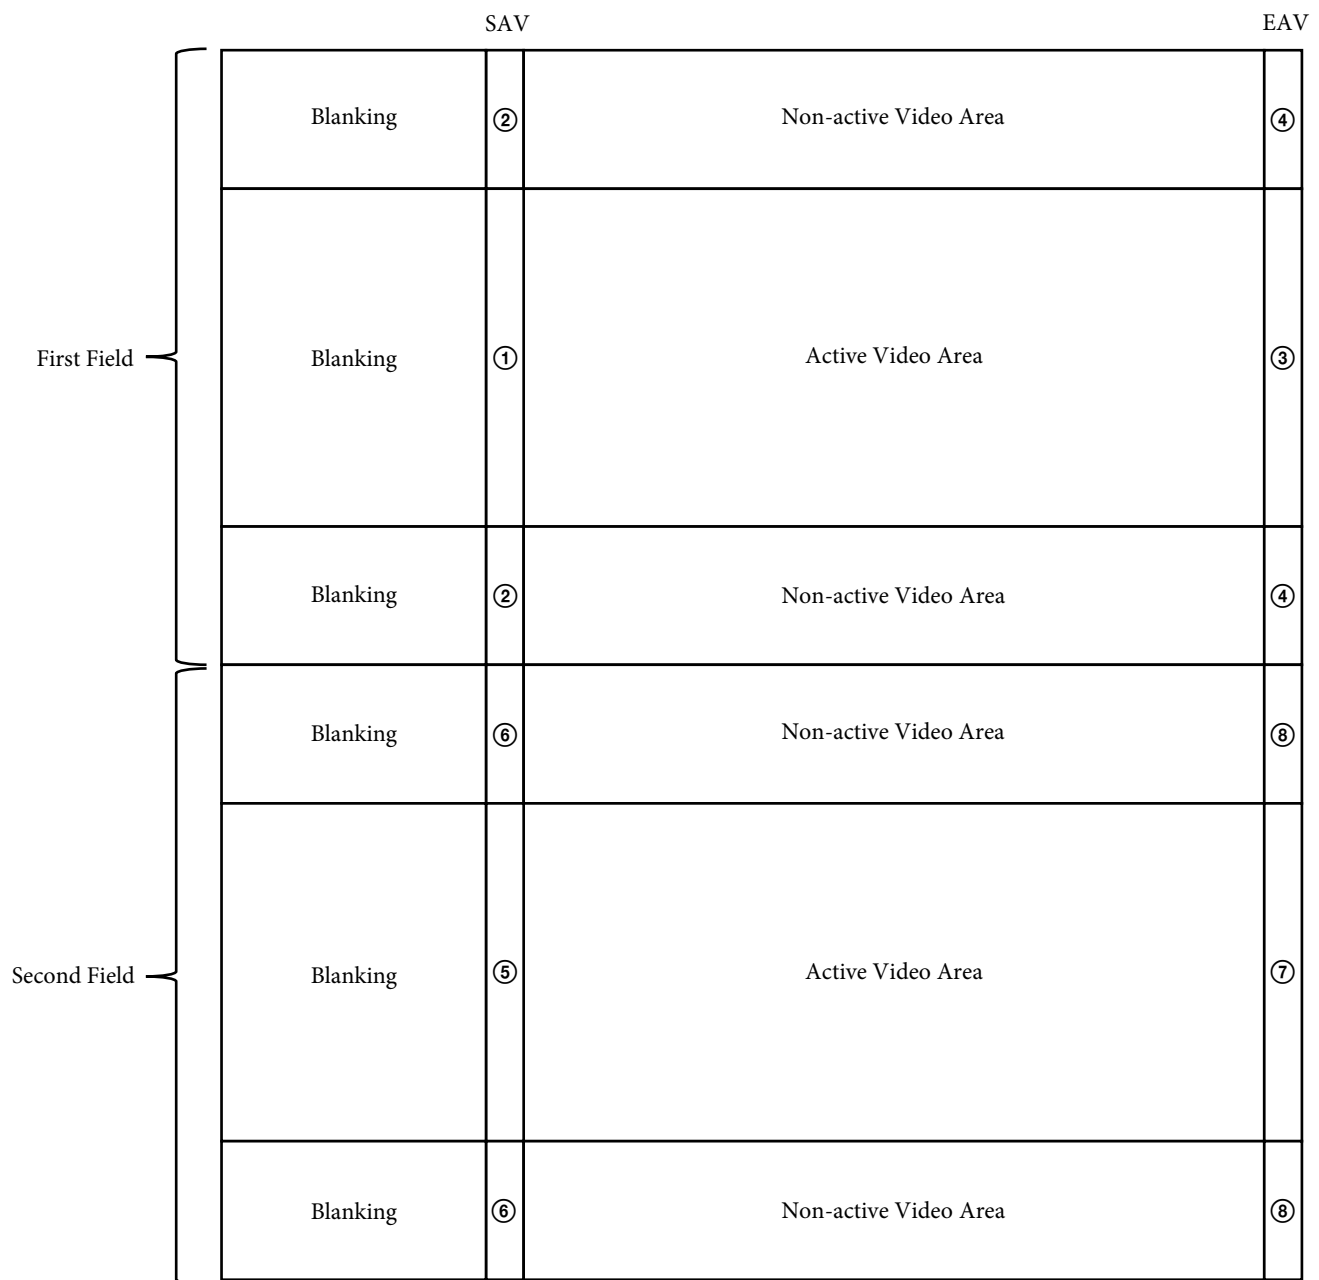 SAV EAV
Blanking ② Non-active Video Area ④
First Field Blanking ① Active Video Area ③
Blanking ② Non-active Video Area ④
Blanking ⑥ Non-active Video Area ⑧
Second Field Blanking ⑤ Active Video Area ⑦
Blanking ⑥ Non-active Video Area ⑧